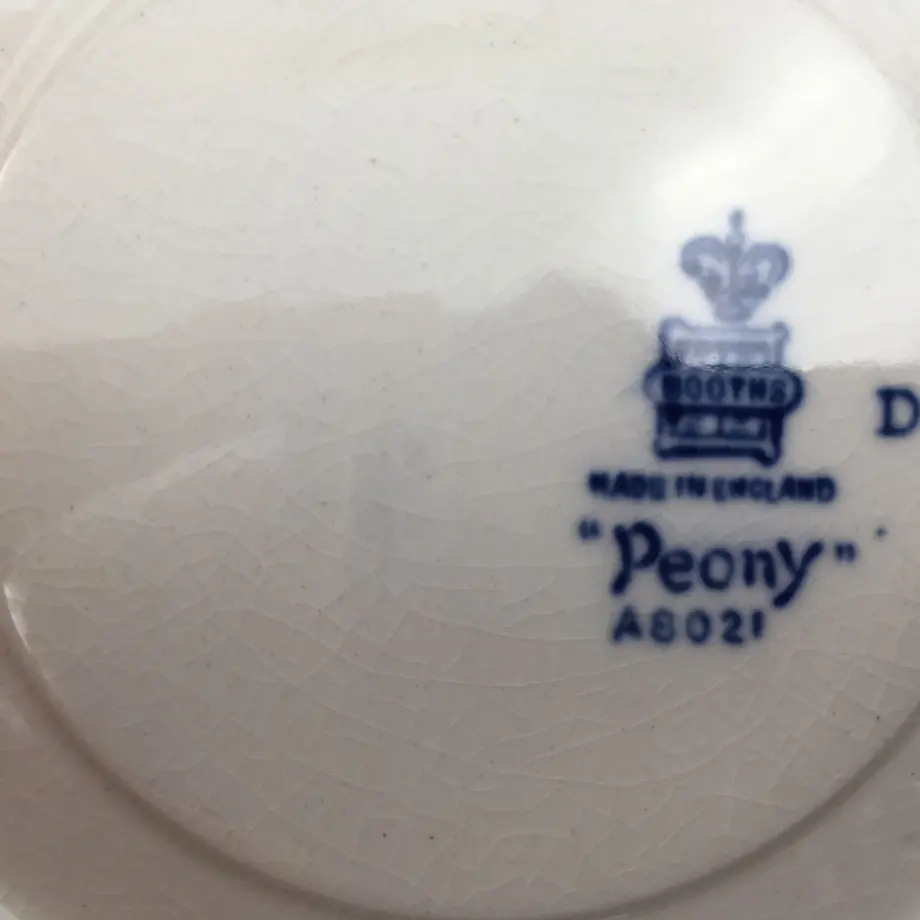 BOOTHS
D
MADE IN ENGLAND
"Peony"
A8021